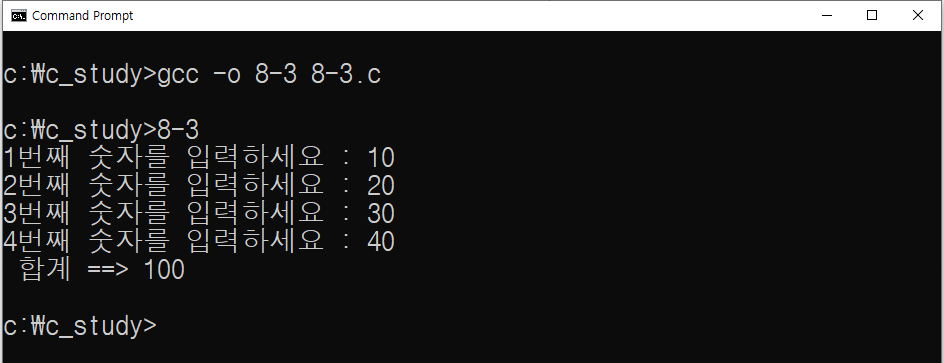 Command Prompt
c:₩c_study>gcc -o 8-3 8-3.c
c:₩c_study>8-3
1번째 숫자를 입력하세요 : 10
2번째 숫자를 입력하세요 : 20
3번째 숫자를 입력하세요 : 30
4번째 숫자를 입력하세요 : 40
합계 ==> 100
c:₩c_study>